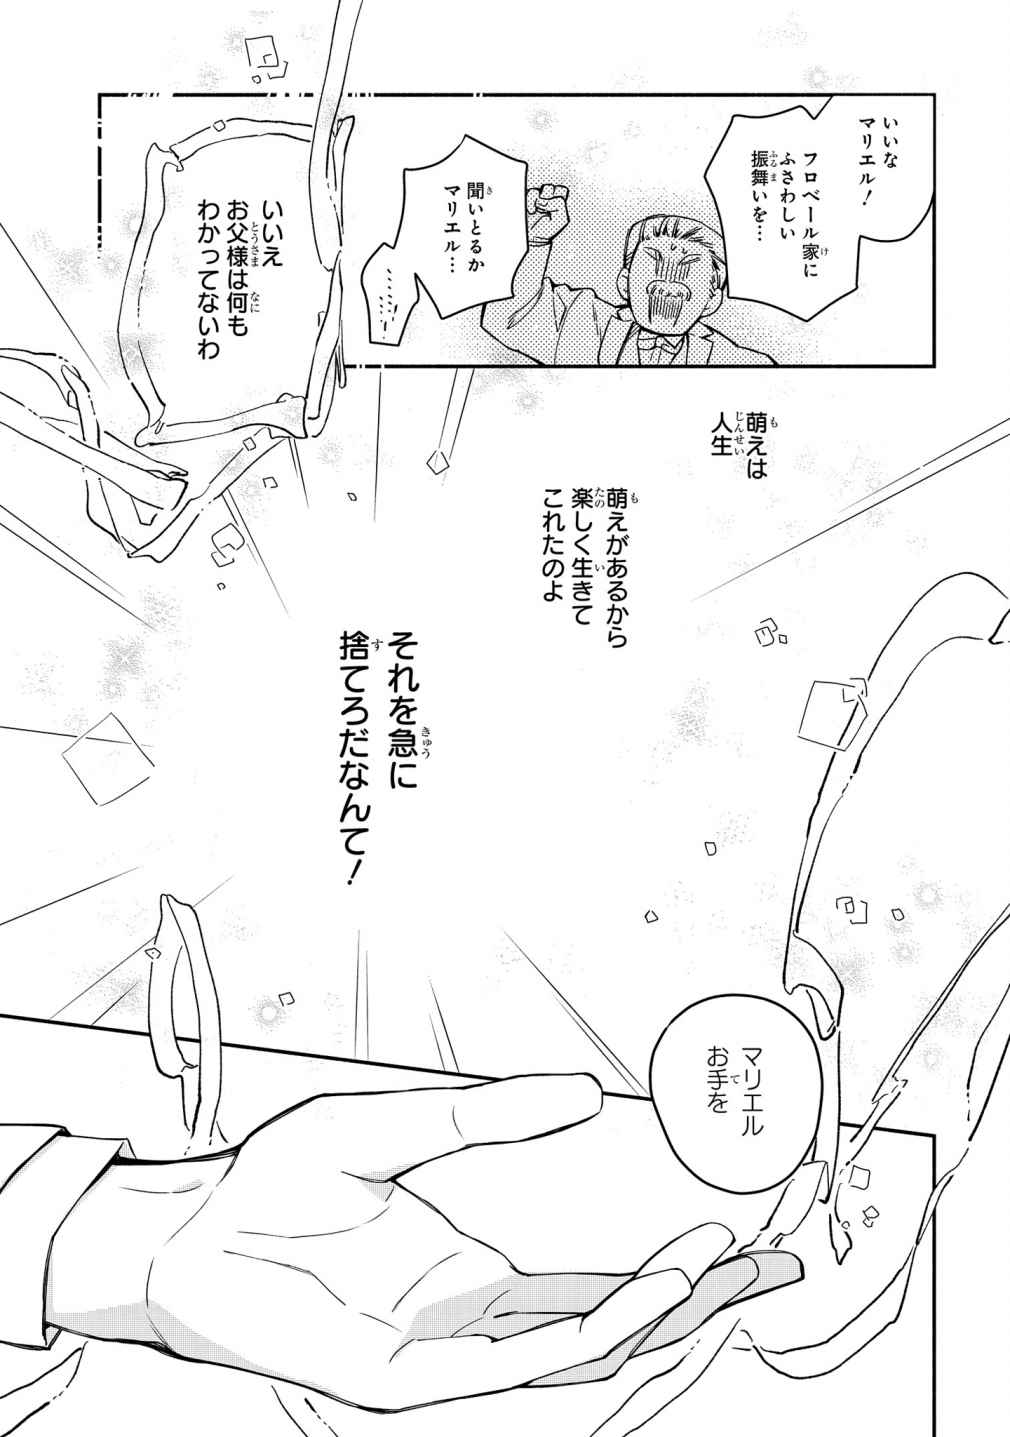 いいな
マリエル！
フロベール家に
ふさわしい
振舞いを…
聞いとるか
マリエル…
………
…
いいえ
お父様は何も
わかってないわ
萌えは
人生
萌えがあるから
楽しく生きて
これたのよ
それを急に
捨てろだなんて！
マリエル
お手を